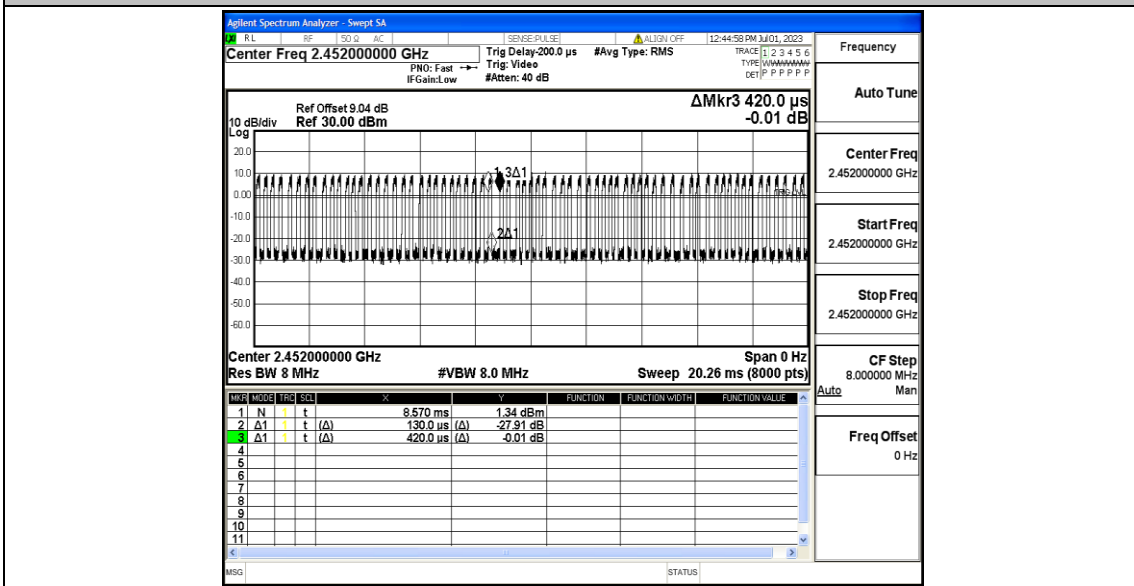 Agilent Spectrum Analyzer - Swept SA
RL RF 50 Ω AC SENSE:PULSE ALIGN OFF 12:44:58 PM Jul 01, 2023
Center Freq 2.452000000 GHz
PNO: Fast
IFGain:Low
Trig Delay-200.0 µs
Trig: Video
#Atten: 40 dB
#Avg Type: RMS
TRACE 1 2 3 4 5 6
TYPE
DET P P P P P P
ΔMkr3 420.0 µs
-0.01 dB
10 dB/div
Log
Ref Offset 9.04 dB
Ref 30.00 dBm
20.0
10.0
0.00
-10.0
-20.0
-30.0
-40.0
-50.0
-60.0
1 3Δ1
TRIG LVL
2Δ1
Center 2.452000000 GHz Span 0 Hz
Res BW 8 MHz #VBW 8.0 MHz Sweep 20.26 ms (8000 pts)
MKR MODE TRC SCL X Y FUNCTION FUNCTION WIDTH FUNCTION VALUE
1 N 1 t 8.570 ms 1.34 dBm
2 Δ1 1 t (Δ) 130.0 µs (Δ) -27.91 dB
3 Δ1 1 t (Δ) 420.0 µs (Δ) -0.01 dB
4
5
6
7
8
9
10
11
MSG STATUS
Frequency
Auto Tune
Center Freq
2.452000000 GHz
Start Freq
2.452000000 GHz
Stop Freq
2.452000000 GHz
CF Step
8.000000 MHz
Auto Man
Freq Offset
0 Hz